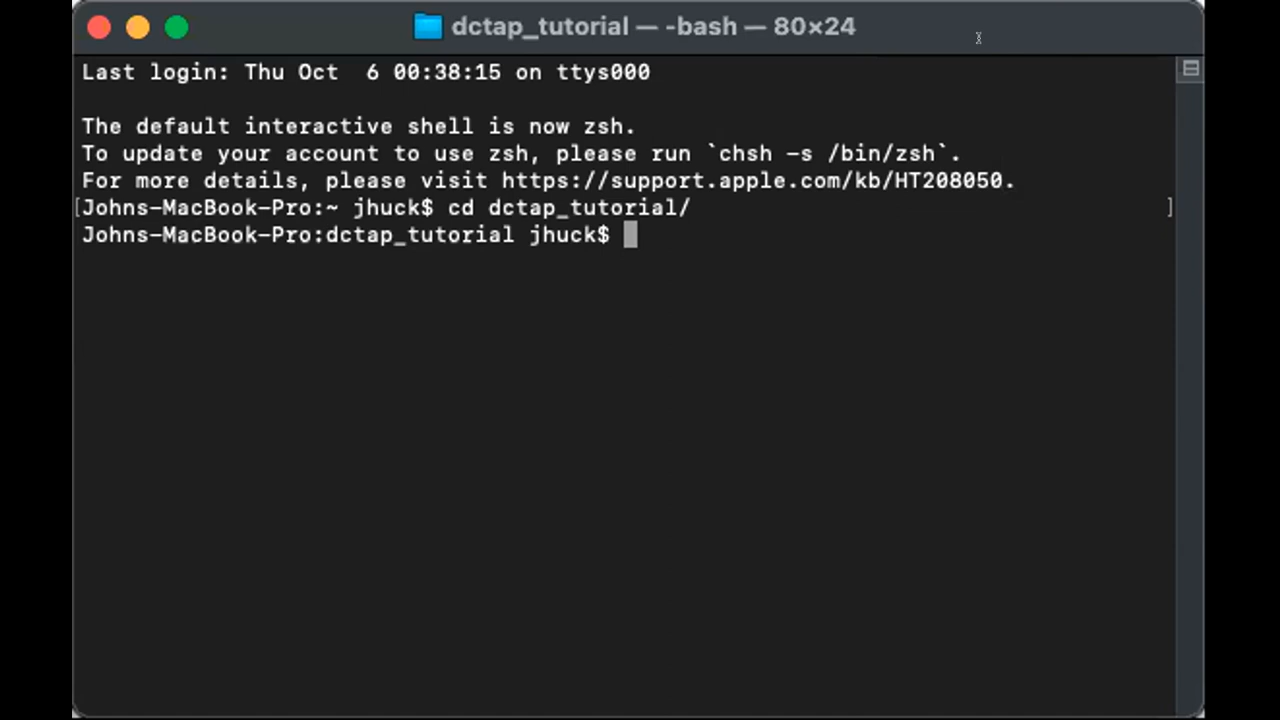 dctap_tutorial — -bash — 80×24
Last login: Thu Oct  6 00:38:15 on ttys000
The default interactive shell is now zsh.
To update your account to use zsh, please run `chsh -s /bin/zsh`.
For more details, please visit https://support.apple.com/kb/HT208050.
[Johns-MacBook-Pro:~ jhuck$ cd dctap_tutorial/ ]
Johns-MacBook-Pro:dctap_tutorial jhuck$